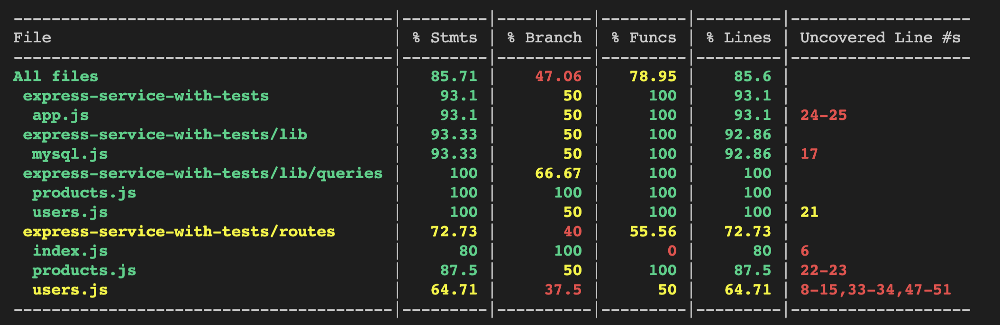 -----------------------------------------|---------|----------|---------|---------|-------------------
File                                     | % Stmts | % Branch | % Funcs | % Lines | Uncovered Line #s
-----------------------------------------|---------|----------|---------|---------|-------------------
All files                                |   85.71 |    47.06 |   78.95 |    85.6 |
 express-service-with-tests              |    93.1 |       50 |     100 |    93.1 |
  app.js                                 |    93.1 |       50 |     100 |    93.1 | 24-25
 express-service-with-tests/lib          |   93.33 |       50 |     100 |   92.86 |
  mysql.js                               |   93.33 |       50 |     100 |   92.86 | 17
 express-service-with-tests/lib/queries  |     100 |    66.67 |     100 |     100 |
  products.js                            |     100 |      100 |     100 |     100 |
  users.js                               |     100 |       50 |     100 |     100 | 21
 express-service-with-tests/routes       |   72.73 |       40 |   55.56 |   72.73 |
  index.js                               |      80 |      100 |       0 |      80 | 6
  products.js                            |    87.5 |       50 |     100 |    87.5 | 22-23
  users.js                               |   64.71 |     37.5 |      50 |   64.71 | 8-15,33-34,47-51
-----------------------------------------|---------|----------|---------|---------|-------------------